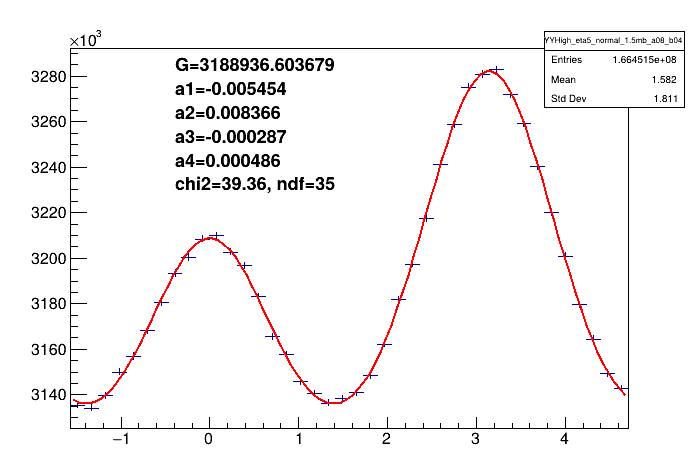 ×10³
YYHigh_eta5_normal_1.5mb_a08_b04
Entries 1.664515e+08
Mean 1.582
Std Dev 1.811
G=3188936.603679
a1=-0.005454
a2=0.008366
a3=-0.000287
a4=0.000486
chi2=39.36, ndf=35
3280
3260
3240
3220
3200
3180
3160
3140
−1 0 1 2 3 4